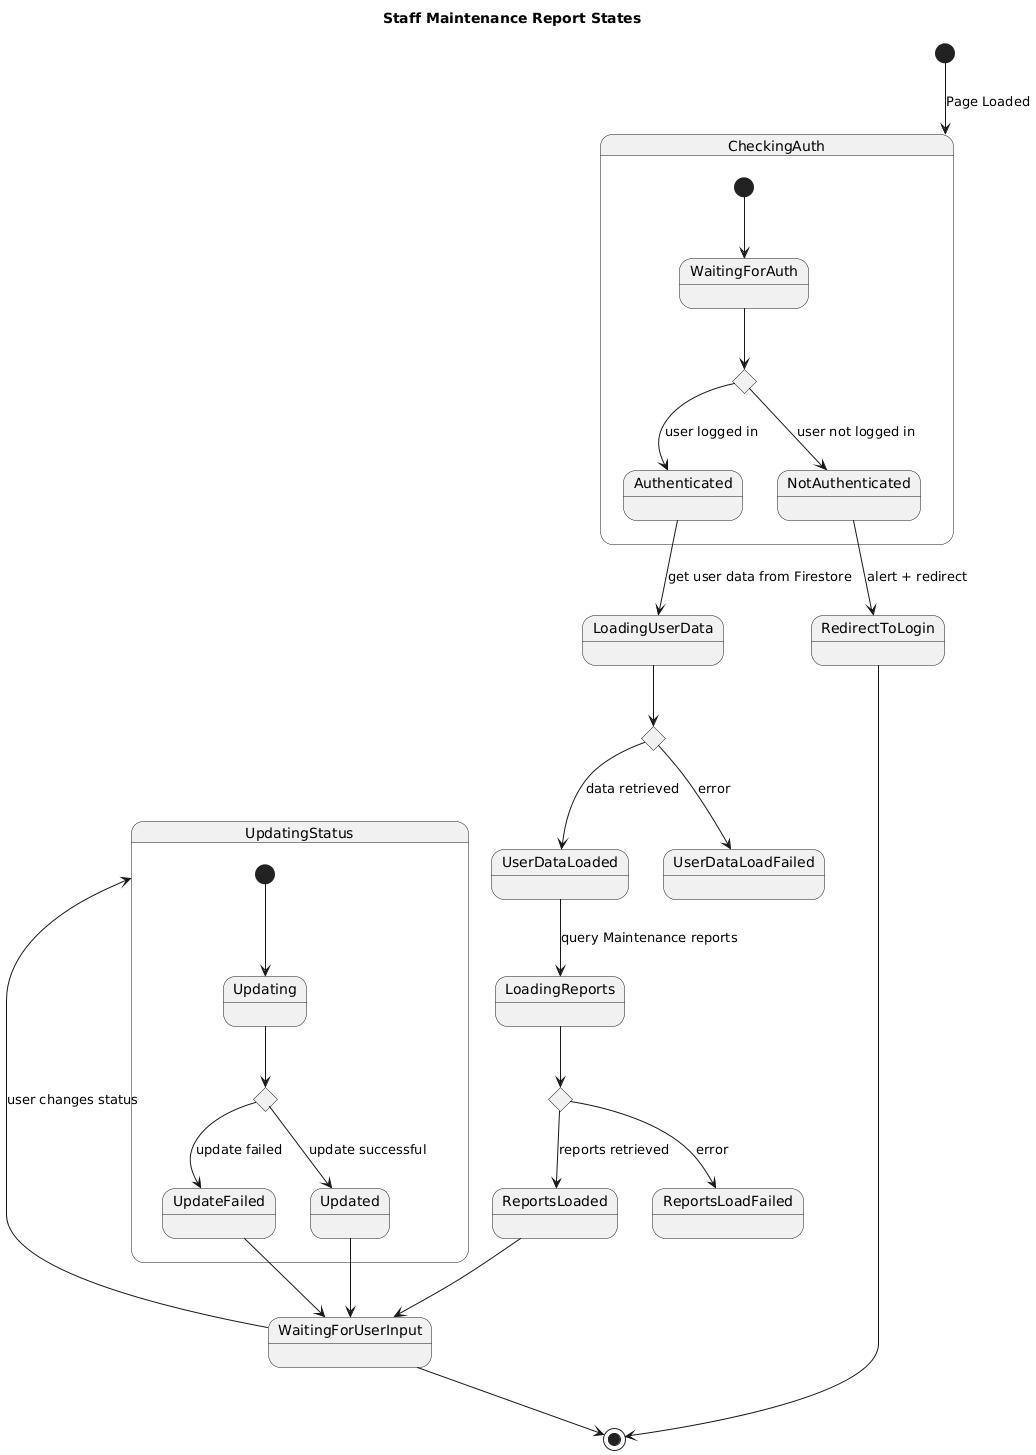 Staff Maintenance Report States
Page Loaded
CheckingAuth
WaitingForAuth
user logged in
user not logged in
Authenticated
NotAuthenticated
get user data from Firestore
alert + redirect
LoadingUserData
RedirectToLogin
data retrieved
error
UpdatingStatus
UserDataLoaded
UserDataLoadFailed
query Maintenance reports
Updating
LoadingReports
user changes status
update failed
update successful
reports retrieved
error
UpdateFailed
Updated
ReportsLoaded
ReportsLoadFailed
WaitingForUserInput